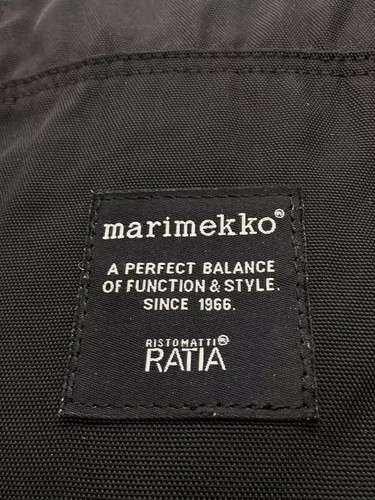 marimekko®
A PERFECT BALANCE
OF FUNCTION & STYLE.
SINCE 1966.
RISTOMATTI®
RATIA